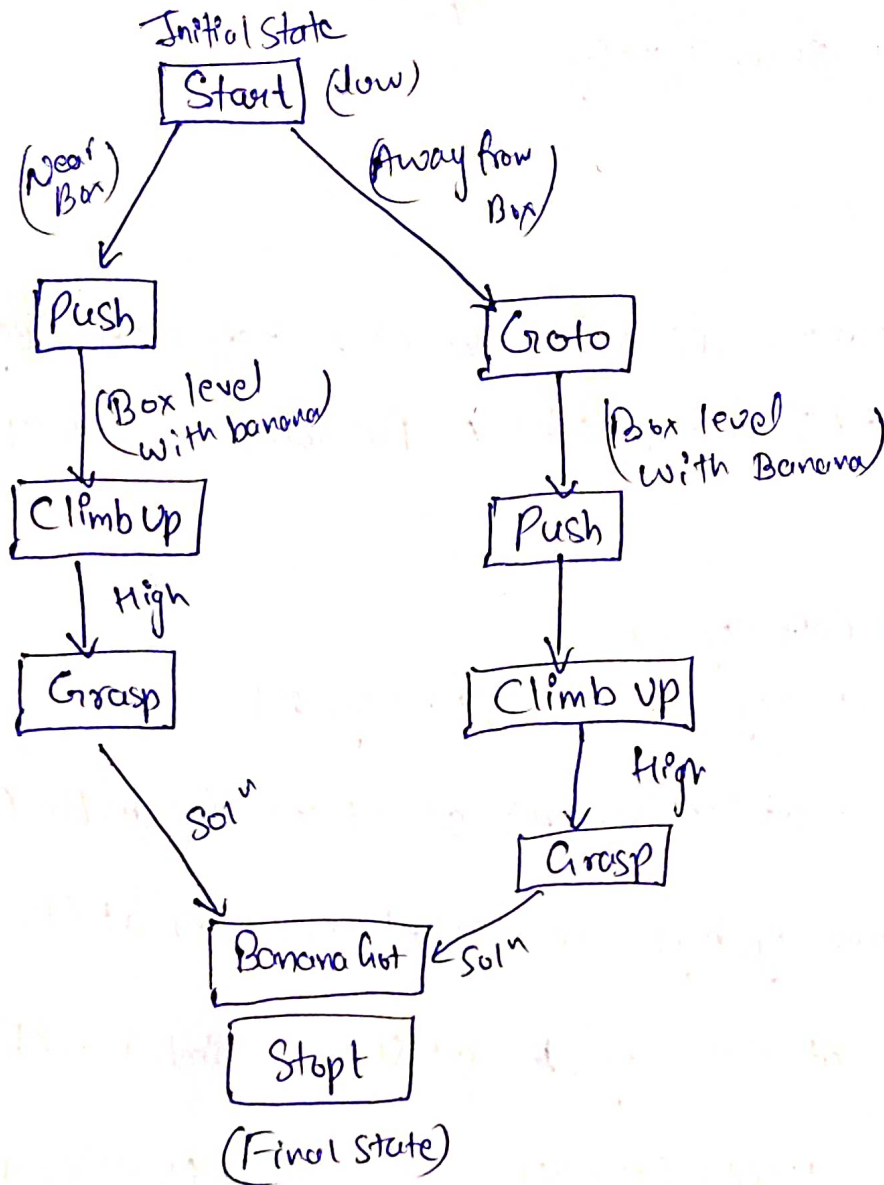 Initial State
Start (low)
(Near
Box)
(Away from
Box)
Push
Goto
(Box level
with banana)
(Box level
With Banana)
Climb Up
Push
High
Grasp
Climb up
High
Solⁿ
Grasp
Banana Got
Solⁿ
Stopt
(Final State)